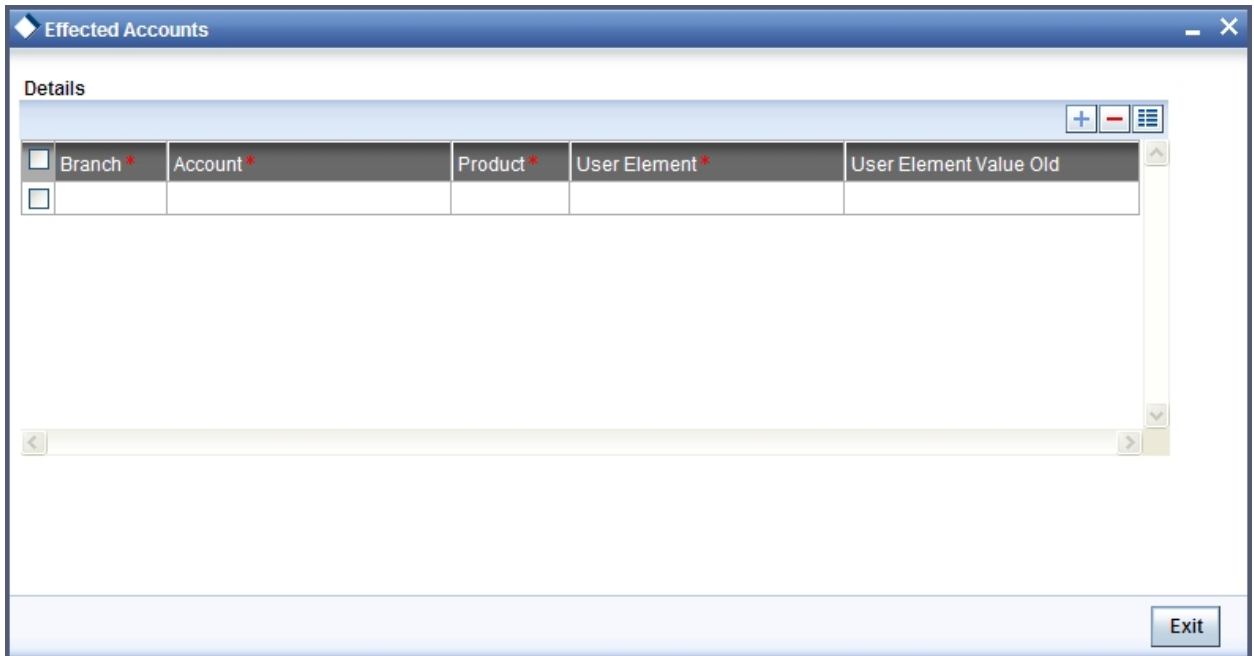 Effected Accounts
Details
Branch * Account * Product * User Element * User Element Value Old
Exit